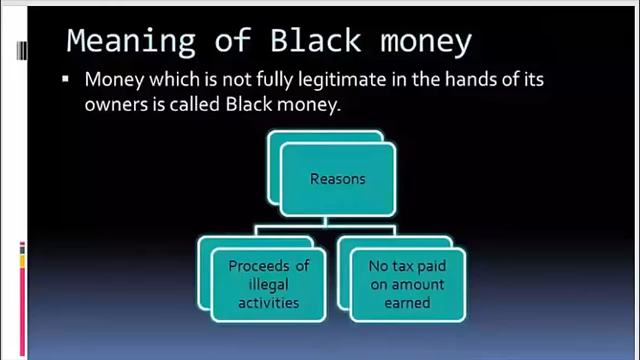 Meaning of Black money
▪ Money which is not fully legitimate in the hands of its
owners is called Black money.
Reasons
Proceeds of
illegal
activities
No tax paid
on amount
earned